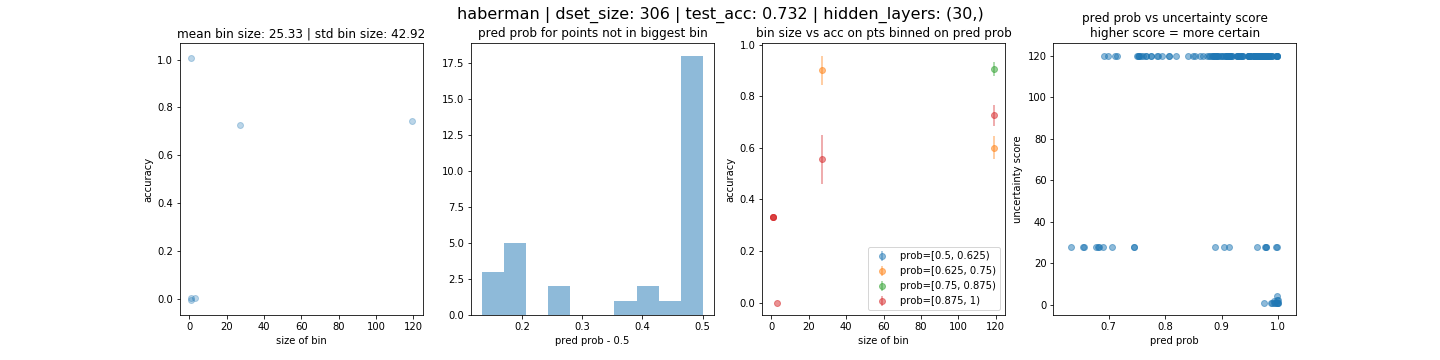 haberman | dset_size: 306 | test_acc: 0.732 | hidden_layers: (30,)
mean bin size: 25.33 | std bin size: 42.92
accuracy
1.0
0.8
0.6
0.4
0.2
0.0
0
20
40
60
80
100
120
size of bin
pred prob for points not in biggest bin
17.5
15.0
12.5
10.0
7.5
5.0
2.5
0.0
0.2
0.3
0.4
0.5
pred prob - 0.5
bin size vs acc on pts binned on pred prob
accuracy
1.0
0.8
0.6
0.4
0.2
0.0
prob=[0.5, 0.625)
prob=[0.625, 0.75)
prob=[0.75, 0.875)
prob=[0.875, 1)
0
20
40
60
80
100
120
size of bin
pred prob vs uncertainty score
higher score = more certain
uncertainty score
120
100
80
60
40
20
0
0.7
0.8
0.9
1.0
pred prob